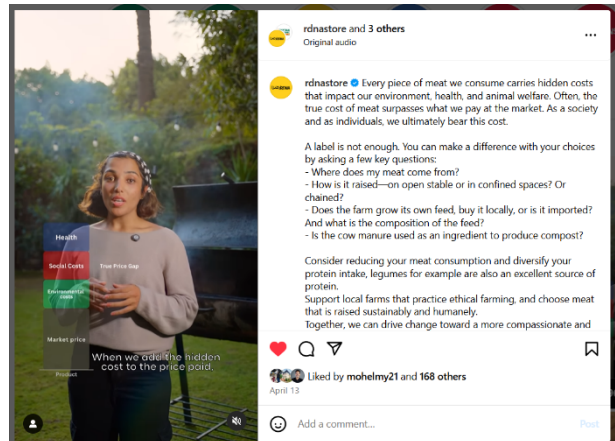 Health
Social Costs
True Price Gap
Environmental
costs
Market price
Product
When we add the hidden
cost to the price paid,
rdnastore and 3 others
Original audio
...
rdnastore Every piece of meat we consume carries hidden costs
that impact our environment, health, and animal welfare. Often, the
true cost of meat surpasses what we pay at the market. As a society
and as individuals, we ultimately bear this cost.
A label is not enough. You can make a difference with your choices
by asking a few key questions:
- Where does my meat come from?
- How is it raised—on open stable or in confined spaces? Or
chained?
- Does the farm grow its own feed, buy it locally, or is it imported?
And what is the composition of the feed?
- Is the cow manure used as an ingredient to produce compost?
Consider reducing your meat consumption and diversify your
protein intake, legumes for example are also an excellent source of
protein.
Support local farms that practice ethical farming, and choose meat
that is raised sustainably and humanely.
Together, we can drive change toward a more compassionate and
Liked by mohelmy21 and 168 others
April 13
Add a comment...
Post